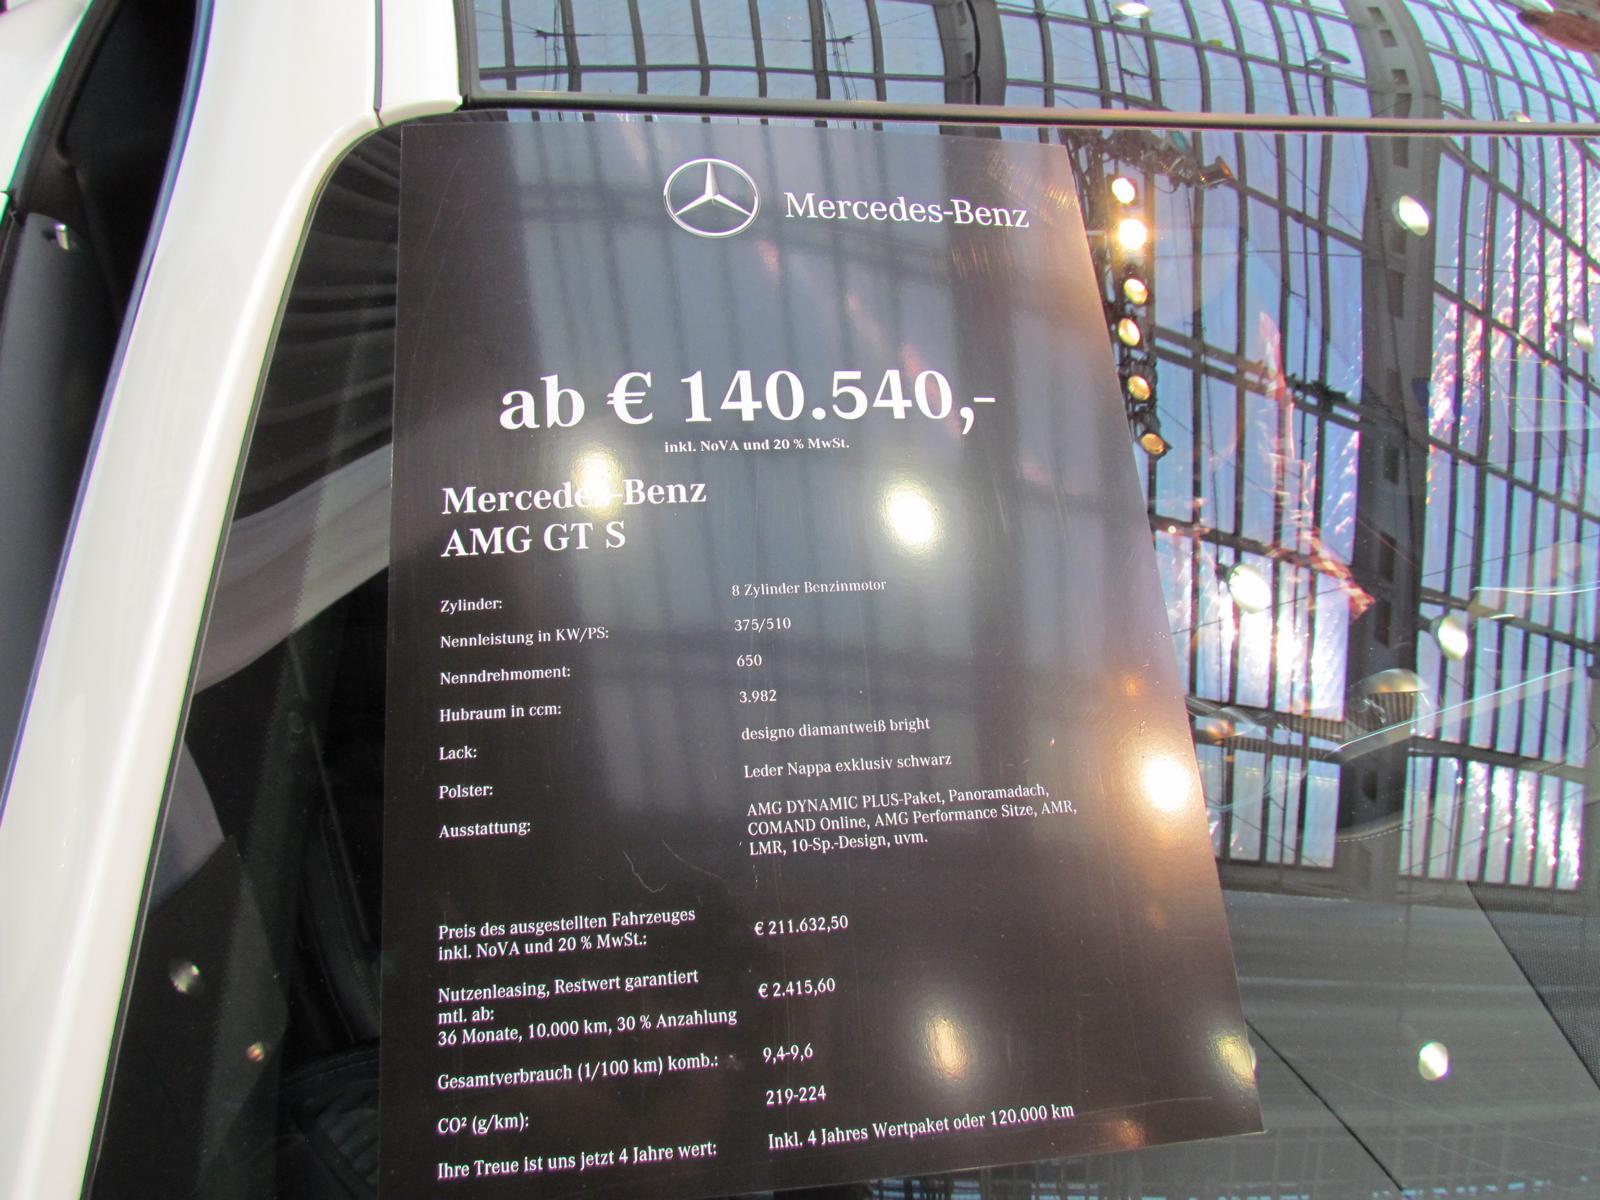 Mercedes-Benz
ab € 140.540,-
inkl. NoVA und 20 % MwSt.
Mercedes-Benz
AMG GT S
Zylinder: 8 Zylinder Benzinmotor
Nennleistung in KW/PS: 375/510
Nenndrehmoment: 650
Hubraum in ccm: 3.982
Lack: designo diamantweiß bright
Polster: Leder Nappa exklusiv schwarz
Ausstattung: AMG DYNAMIC PLUS-Paket, Panoramadach,
COMAND Online, AMG Performance Sitze, AMR,
LMR, 10-Sp.-Design, uvm.
Preis des ausgestellten Fahrzeuges
inkl. NoVA und 20 % MwSt.: € 211.632,50
Nutzenleasing, Restwert garantiert
mtl. ab: € 2.415,60
36 Monate, 10.000 km, 30 % Anzahlung
Gesamtverbrauch (1/100 km) komb.: 9,4-9,6
CO² (g/km): 219-224
Ihre Treue ist uns jetzt 4 Jahre wert: Inkl. 4 Jahres Wertpaket oder 120.000 km